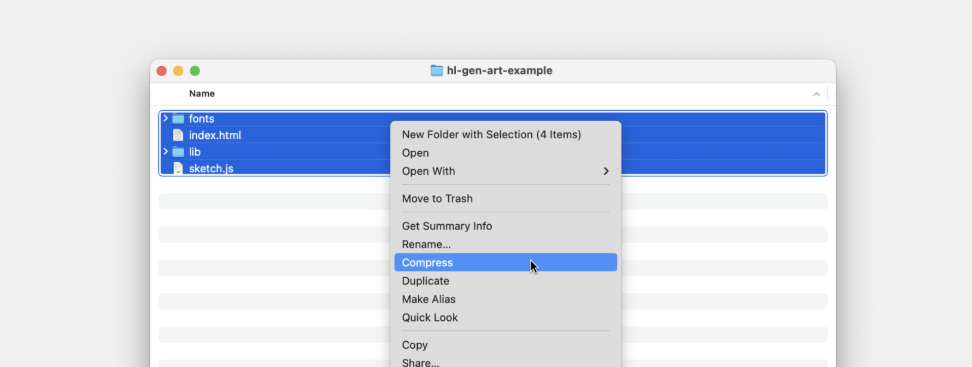 hl-gen-art-example
Name
fonts
index.html
lib
sketch.js
New Folder with Selection (4 Items)
Open
Open With
Move to Trash
Get Summary Info
Rename...
Compress
Duplicate
Make Alias
Quick Look
Copy
Share...